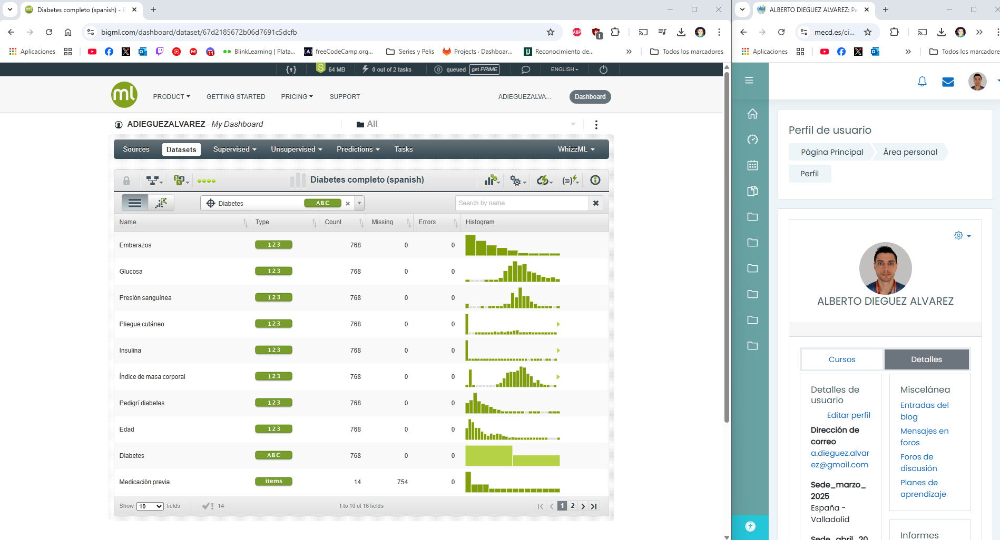 Diabetes completo (spanish) - 6
bigml.com/dashboard/dataset/67d2185672b06d7691c5dcfb
ABP
1
Aplicaciones
11
BlinkLearning | Plata...
freeCodeCamp.org...
Series y Pelis
Projects · Dashboar...
Reconocimiento de...
»
Todos los marcadores
S
64 MB
0 out of 2 tasks
0
queued
get PRIME
ENGLISH
ml
PRODUCT
GETTING STARTED
PRICING
SUPPORT
ADIEGUEZALVA...
Dashboard
ADIEGUEZALVAREZ - My Dashboard
All
Sources
Datasets
Supervised
Unsupervised
Predictions
Tasks
WhizzML
Diabetes completo (spanish)
Diabetes
ABC
Search by name
Name
Type
Count
Missing
Errors
Histogram
Embarazos 123 768 0 0
Glucosa 123 768 0 0
Presión sanguínea 123 768 0 0
Pliegue cutáneo 123 768 0 0
Insulina 123 768 0 0
Índice de masa corporal 123 768 0 0
Pedigrí diabetes 123 768 0 0
Edad 123 768 0 0
Diabetes ABC 768 0 0
Medicación previa items 14 754 0
Show 10 fields
14
1 to 10 of 16 fields
1 2
ALBERTO DIEGUEZ ALVAREZ: Pe
mecd.es/ci...
»
Aplicaciones
»
Todos los marcadore
Perfil de usuario
Página Principal
Área personal
Perfil
ALBERTO DIEGUEZ ALVAREZ
Cursos
Detalles
Detalles de
usuario
Editar perfil
Dirección de
correo
a.dieguez.alvar
ez@gmail.com
Sede_marzo_
2025
España -
Valladolid
Sede_abril_20
Miscelánea
Entradas del
blog
Mensajes en
foros
Foros de
discusión
Planes de
aprendizaje
Informes